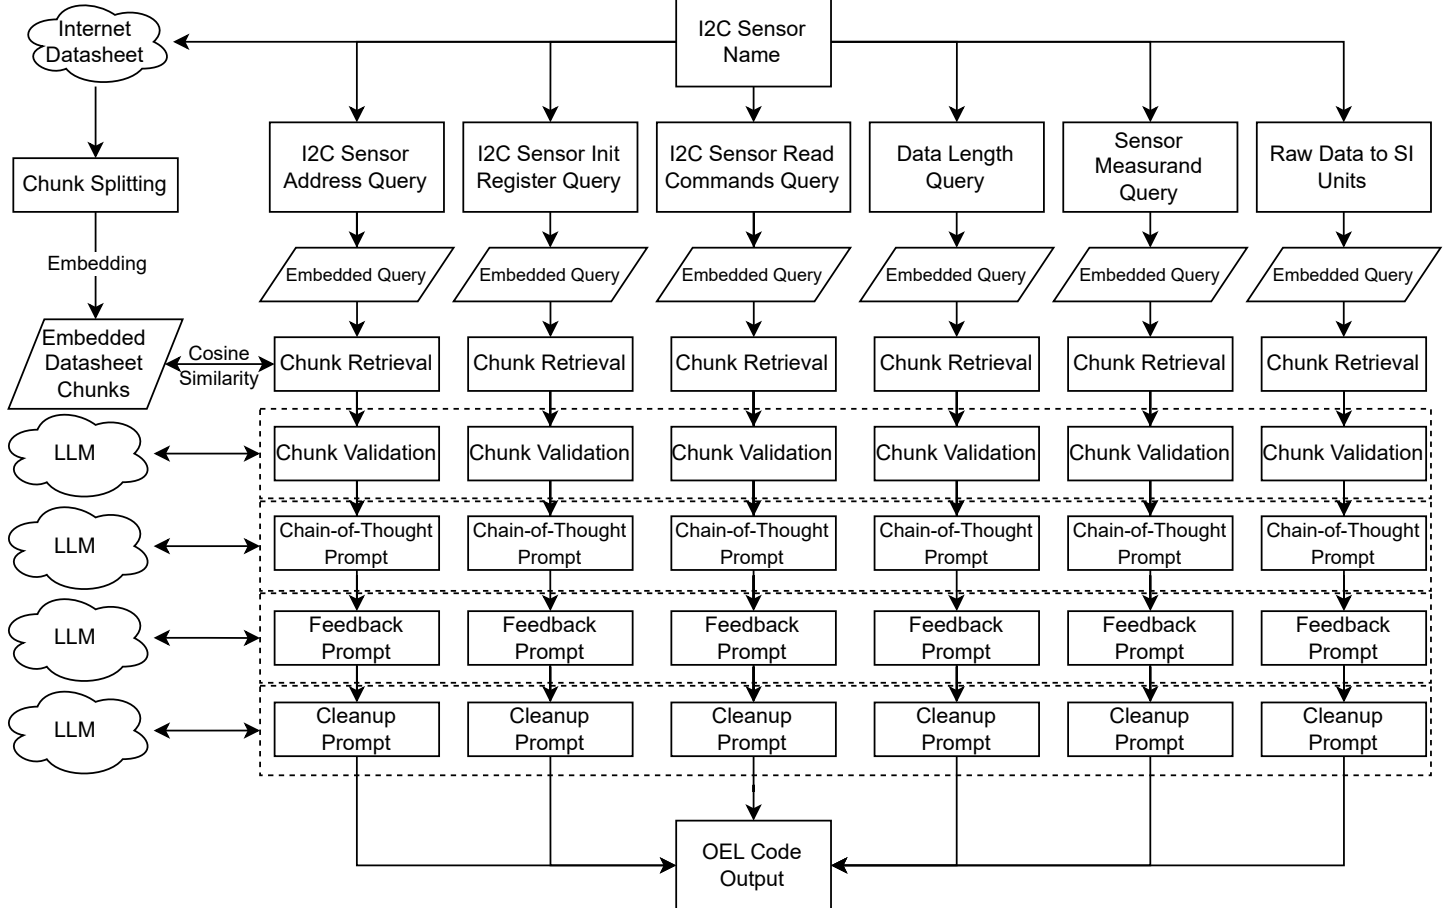 Internet
Datasheet
I2C Sensor
Name
Chunk Splitting
I2C Sensor
Address Query
I2C Sensor Init
Register Query
I2C Sensor Read
Commands Query
Data Length
Query
Sensor
Measurand
Query
Raw Data to SI
Units
Embedding
Embedded Query
Embedded Query
Embedded Query
Embedded Query
Embedded Query
Embedded Query
Embedded
Datasheet
Chunks
Cosine
Similarity
Chunk Retrieval
Chunk Retrieval
Chunk Retrieval
Chunk Retrieval
Chunk Retrieval
Chunk Retrieval
LLM
Chunk Validation
Chunk Validation
Chunk Validation
Chunk Validation
Chunk Validation
Chunk Validation
LLM
Chain-of-Thought
Prompt
Chain-of-Thought
Prompt
Chain-of-Thought
Prompt
Chain-of-Thought
Prompt
Chain-of-Thought
Prompt
Chain-of-Thought
Prompt
LLM
Feedback
Prompt
Feedback
Prompt
Feedback
Prompt
Feedback
Prompt
Feedback
Prompt
Feedback
Prompt
LLM
Cleanup
Prompt
Cleanup
Prompt
Cleanup
Prompt
Cleanup
Prompt
Cleanup
Prompt
Cleanup
Prompt
OEL Code
Output